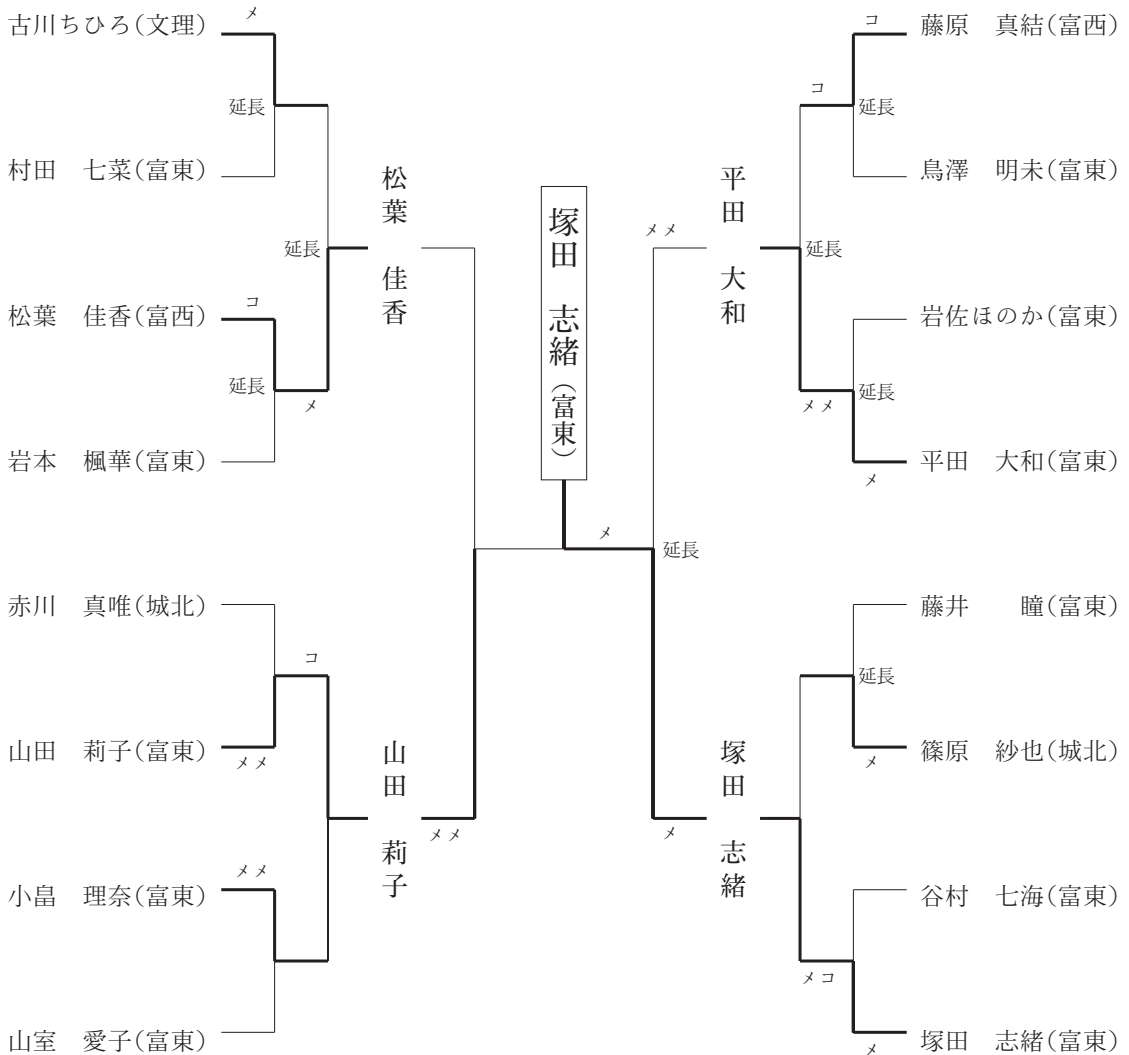 古川ちひろ(文理)
メ
延長
村田　七菜(富東)
延長
松葉　佳香(富西)
コ
延長
メ
岩本　楓華(富東)
松葉　佳香
赤川　真唯(城北)
コ
山田　莉子(富東)
メメ
小畠　理奈(富東)
メメ
山室　愛子(富東)
山田　莉子
メメ
塚田　志緒(富東)
メ
延長
メメ
平田　大和
コ
藤原　真結(富西)
コ
延長
鳥澤　明未(富東)
延長
岩佐ほのか(富東)
メメ
延長
平田　大和(富東)
メ
藤井　瞳(富東)
延長
篠原　紗也(城北)
メ
塚田　志緒
メ
谷村　七海(富東)
メコ
塚田　志緒(富東)
メ